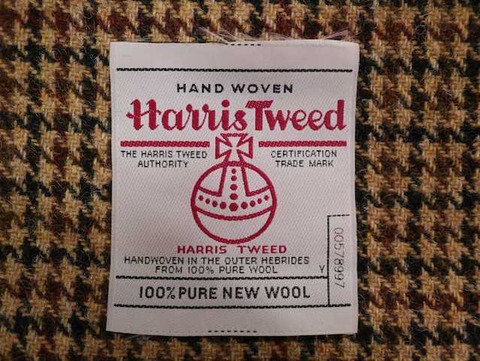 HAND WOVEN
Harris Tweed
THE HARRIS TWEED AUTHORITY
CERTIFICATION TRADE MARK
HARRIS TWEED
HANDWOVEN IN THE OUTER HEBRIDES
FROM 100% PURE WOOL Y
00578997
100% PURE NEW WOOL